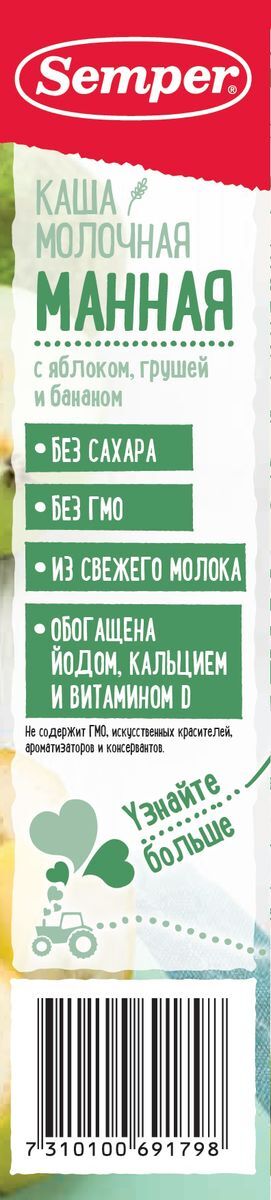 Semper®
КАША
МОЛОЧНАЯ
МАННАЯ
с яблоком, грушей
и бананом
• БЕЗ САХАРА
• БЕЗ ГМО
• ИЗ СВЕЖЕГО МОЛОКА
• ОБОГАЩЕНА
ЙОДОМ, КАЛЬЦИЕМ
И ВИТАМИНОМ D
Не содержит ГМО, искусственных красителей,
ароматизаторов и консервантов.
Узнайте
больше
7 310100 691798